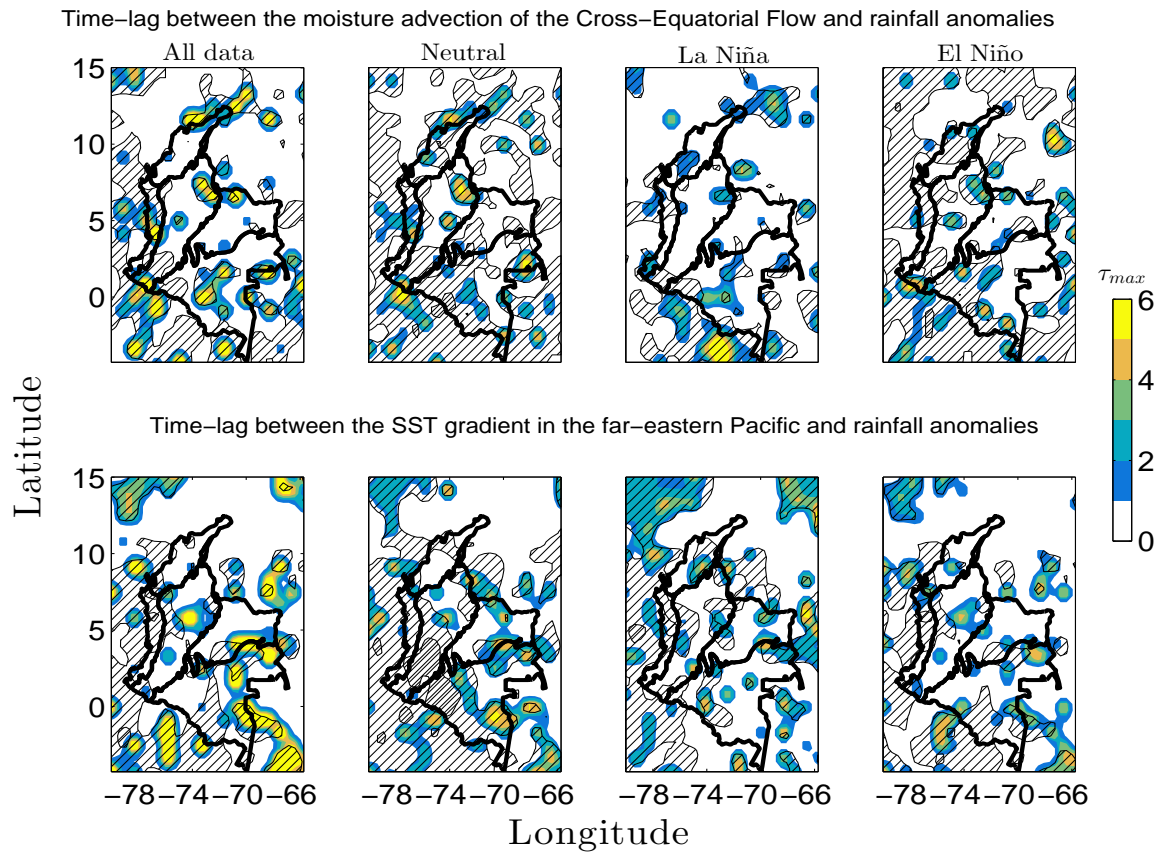 Time−lag between the moisture advection of the Cross−Equatorial Flow and rainfall anomalies
All data Neutral La Niña El Niño
15
10
5
0
τmax
6
4
2
0
Latitude
Time−lag between the SST gradient in the far−eastern Pacific and rainfall anomalies
15
10
5
0
−78 −74 −70 −66 −78 −74 −70 −66 −78 −74 −70 −66 −78 −74 −70 −66
Longitude